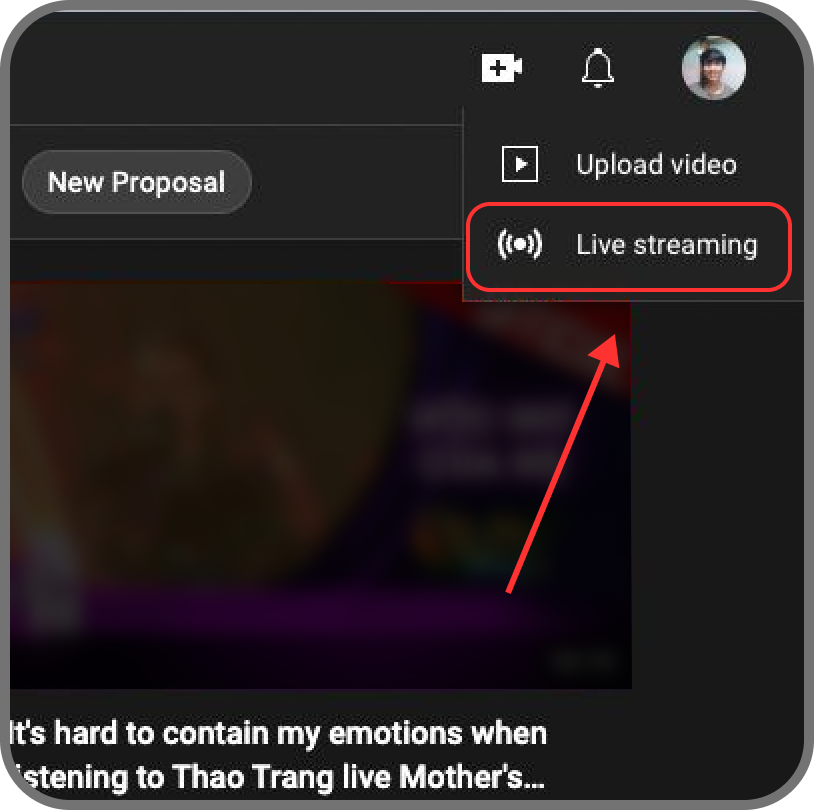 Upload video
New Proposal
Live streaming
It's hard to contain my emotions when
istening to Thao Trang live Mother's...